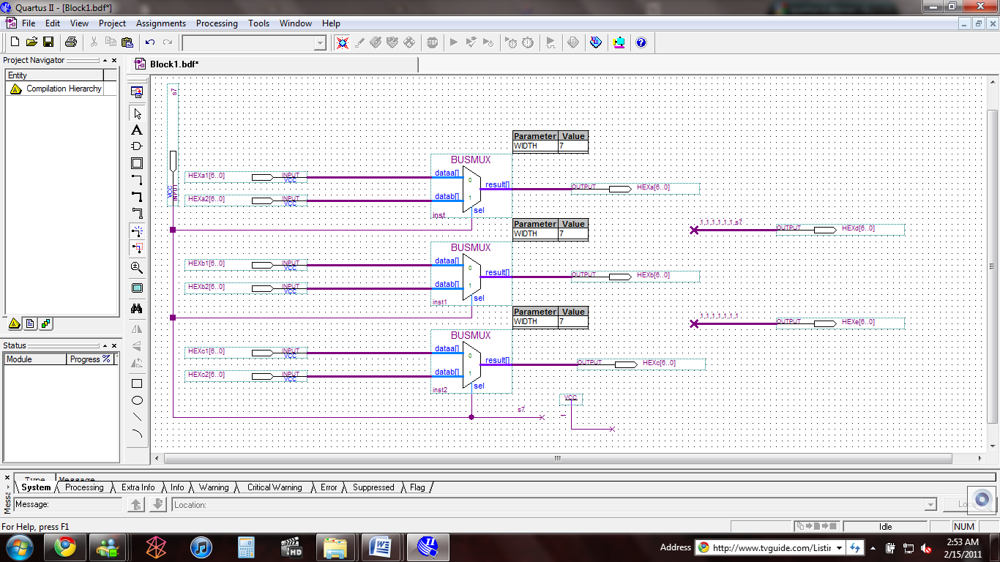 Quartus II - [Block1.bdf*]
File Edit View Project Assignments Processing Tools Window Help
STOP
Project Navigator
Entity
Compilation Hierarchy
Block1.bdf*
s7
VCC
INPUT
Parameter Value
WIDTH 7
BUSMUX
HEXa1[6..0] INPUT VCC dataa[] 0
HEXa2[6..0] INPUT VCC datab[] 1
result[] OUTPUT HEXa[6..0]
sel
inst
Parameter Value
WIDTH 7
1,1,1,1,1,1,s7
OUTPUT HEXd[6..0]
BUSMUX
HEXb1[6..0] INPUT VCC dataa[] 0
HEXb2[6..0] INPUT VCC datab[] 1
result[] OUTPUT HEXb[6..0]
sel
inst1
Parameter Value
WIDTH 7
1,1,1,1,1,1,1
OUTPUT HEXe[6..0]
BUSMUX
HEXc1[6..0] INPUT VCC dataa[] 0
HEXc2[6..0] INPUT VCC datab[] 1
result[] OUTPUT HEXc[6..0]
sel
inst2
s7
VCC
1
Status
Module Progress %
Type Message
System Processing Extra Info Info Warning Critical Warning Error Suppressed Flag
Message: Location:
For Help, press F1 Idle NUM
Address http://www.tvguide.com/Listin
2:53 AM
2/15/2011